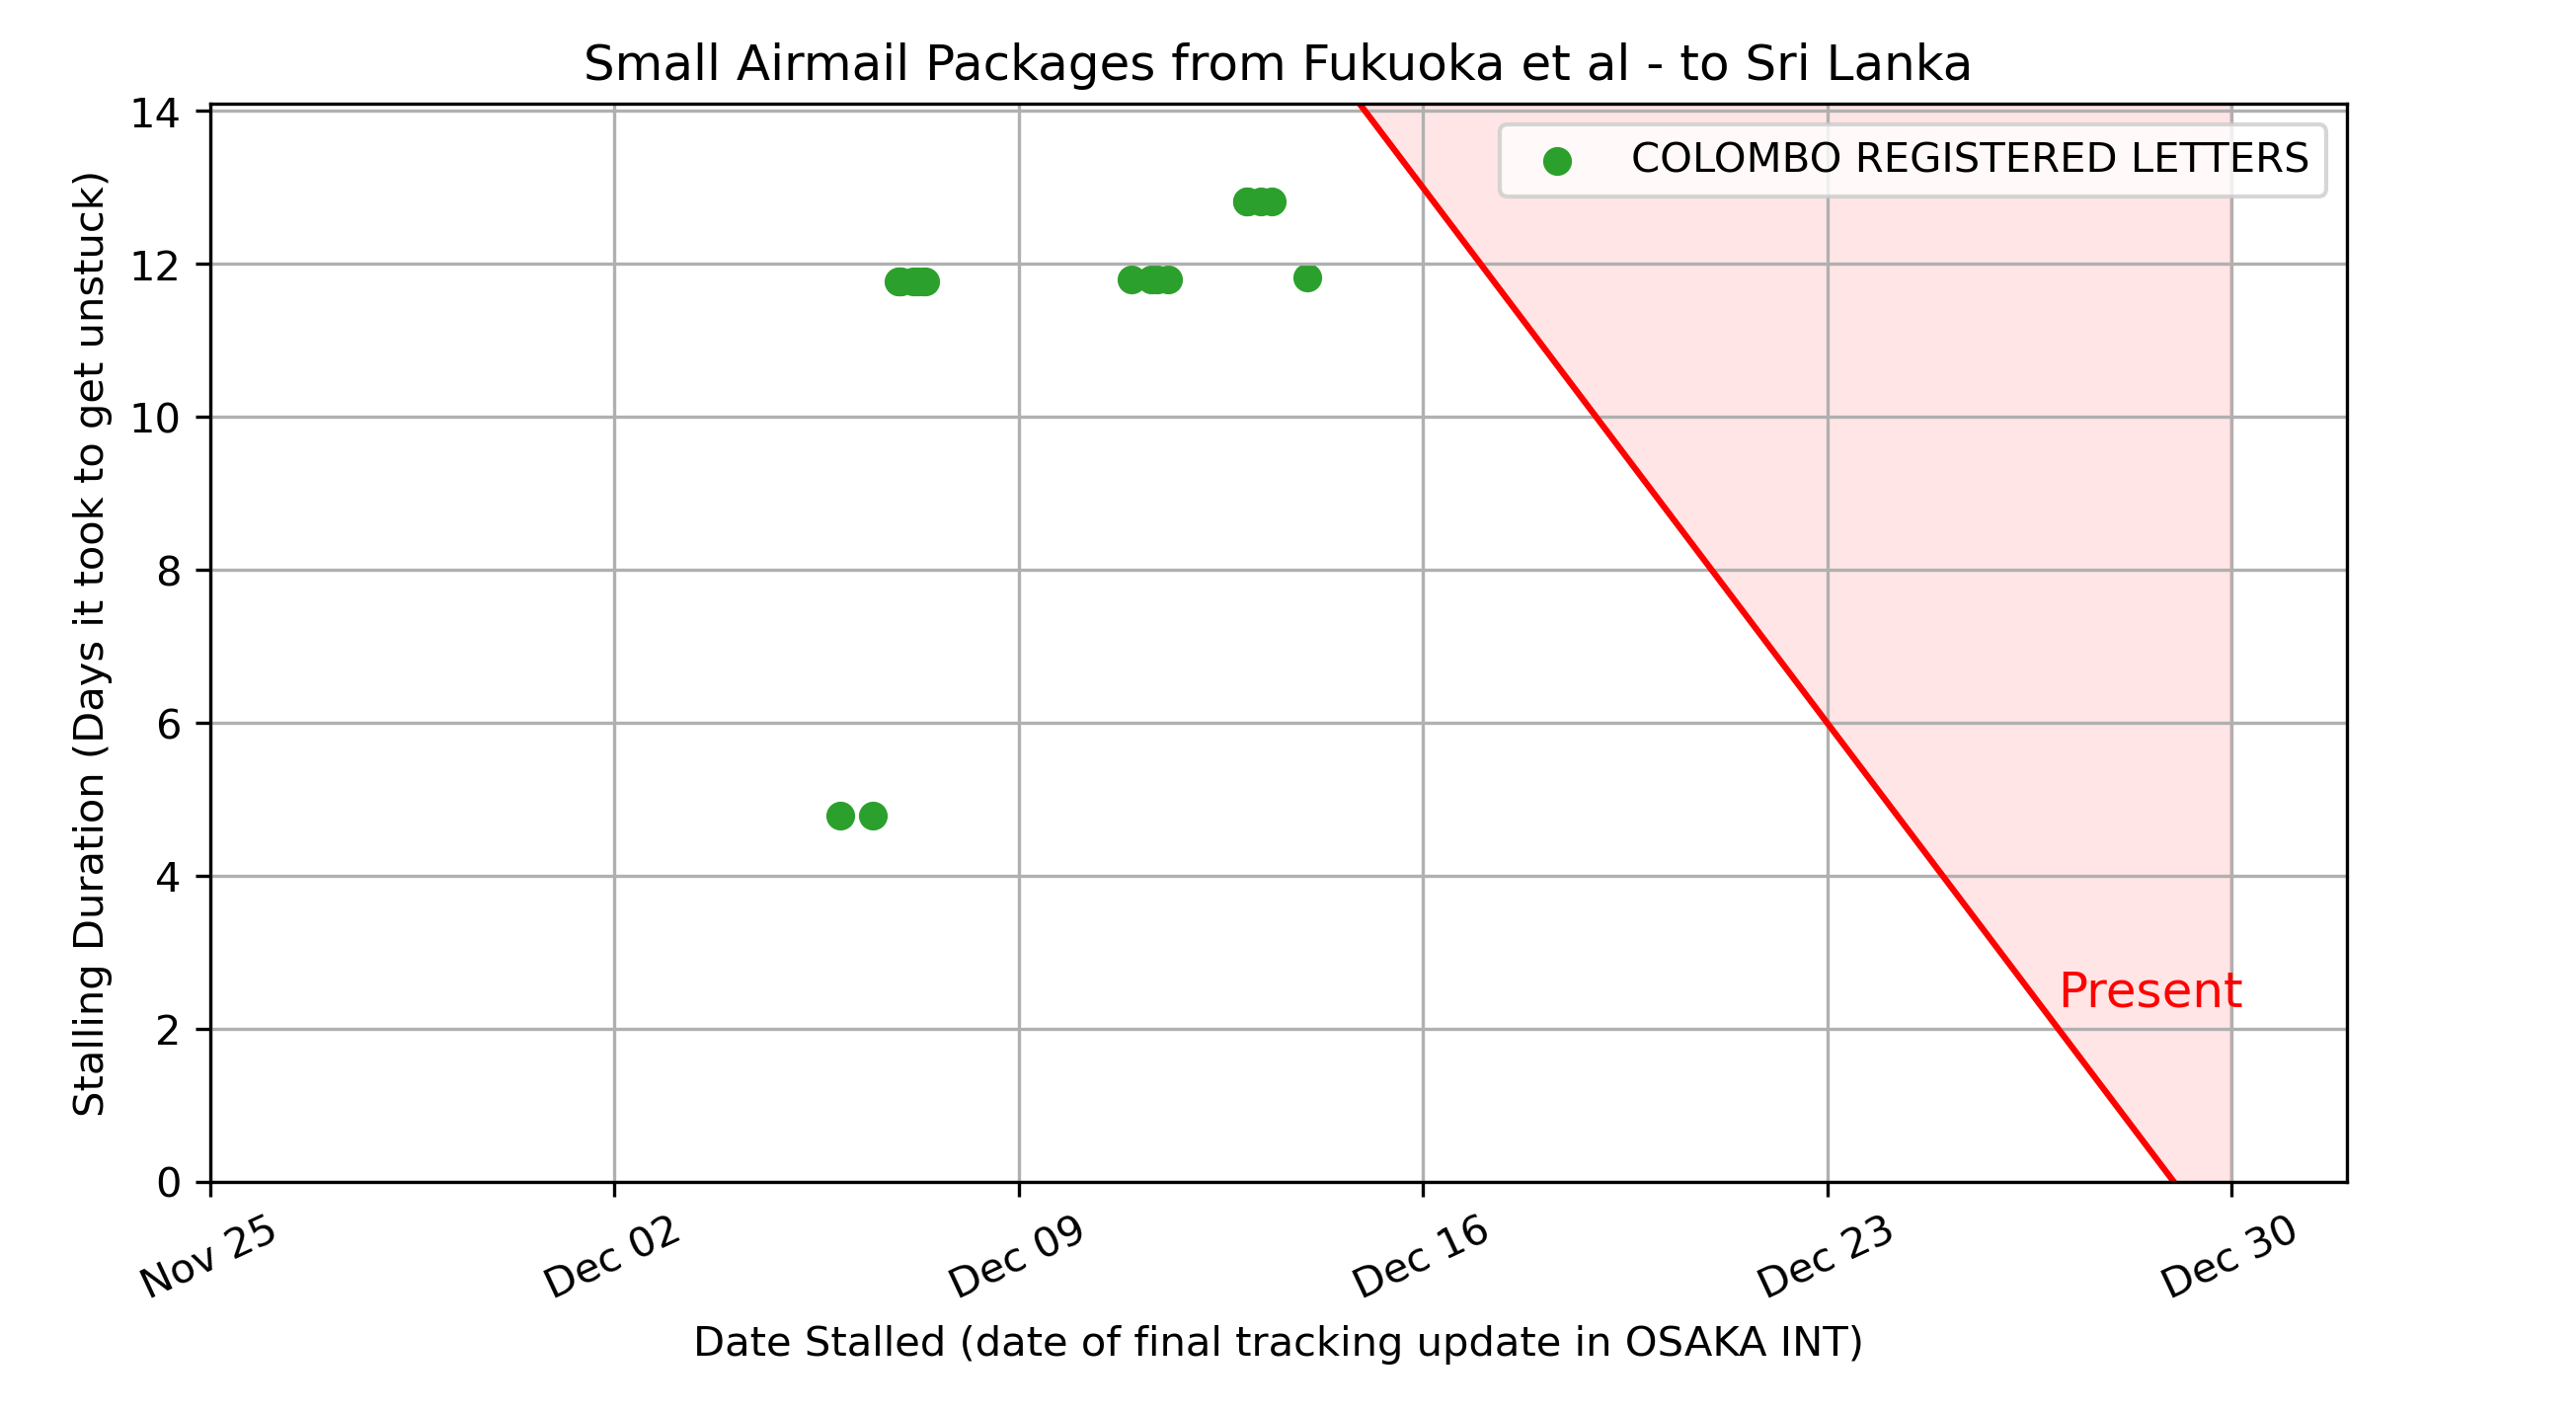 Small Airmail Packages from Fukuoka et al - to Sri Lanka
COLOMBO REGISTERED LETTERS
Stalling Duration (Days it took to get unstuck)
14
12
10
8
6
4
2
0
Present
Nov 25
Dec 02
Dec 09
Dec 16
Dec 23
Dec 30
Date Stalled (date of final tracking update in OSAKA INT)